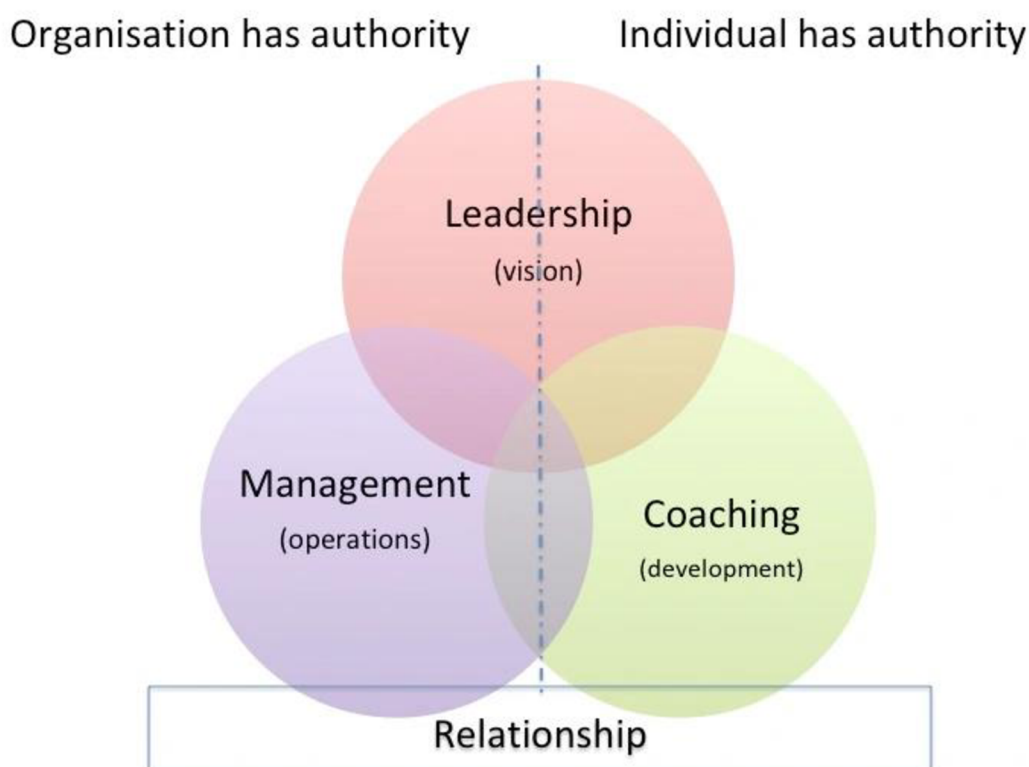 Organisation has authority
Individual has authority
Leadership
(vision)
Management
(operations)
Coaching
(development)
Relationship